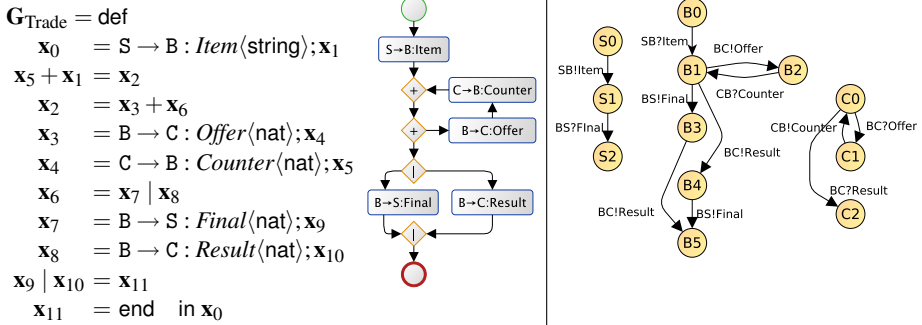 G_Trade = def
x0 = S → B : Item⟨string⟩; x1
x5 + x1 = x2
x2 = x3 + x6
x3 = B → C : Offer⟨nat⟩; x4
x4 = C → B : Counter⟨nat⟩; x5
x6 = x7 | x8
x7 = B → S : Final⟨nat⟩; x9
x8 = B → C : Result⟨nat⟩; x10
x9 | x10 = x11
x11 = end in x0
S→B:Item
+
C→B:Counter
+
B→C:Offer
|
B→S:Final
B→C:Result
|
S0
SB!Item
S1
BS?FInal
S2
B0
SB?Item
B1
BC!Offer
B2
CB?Counter
BS!Final
B3
BC!Result
B4
BC!Result
BS!Final
B5
C0
CB!Counter
BC?Offer
C1
BC?Result
C2